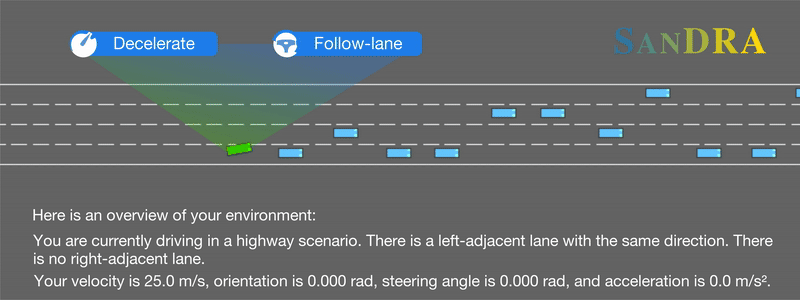 Decelerate
Follow-lane
SANDRA
Here is an overview of your environment:
You are currently driving in a highway scenario. There is a left-adjacent lane with the same direction. There
is no right-adjacent lane.
Your velocity is 25.0 m/s, orientation is 0.000 rad, steering angle is 0.000 rad, and acceleration is 0.0 m/s².